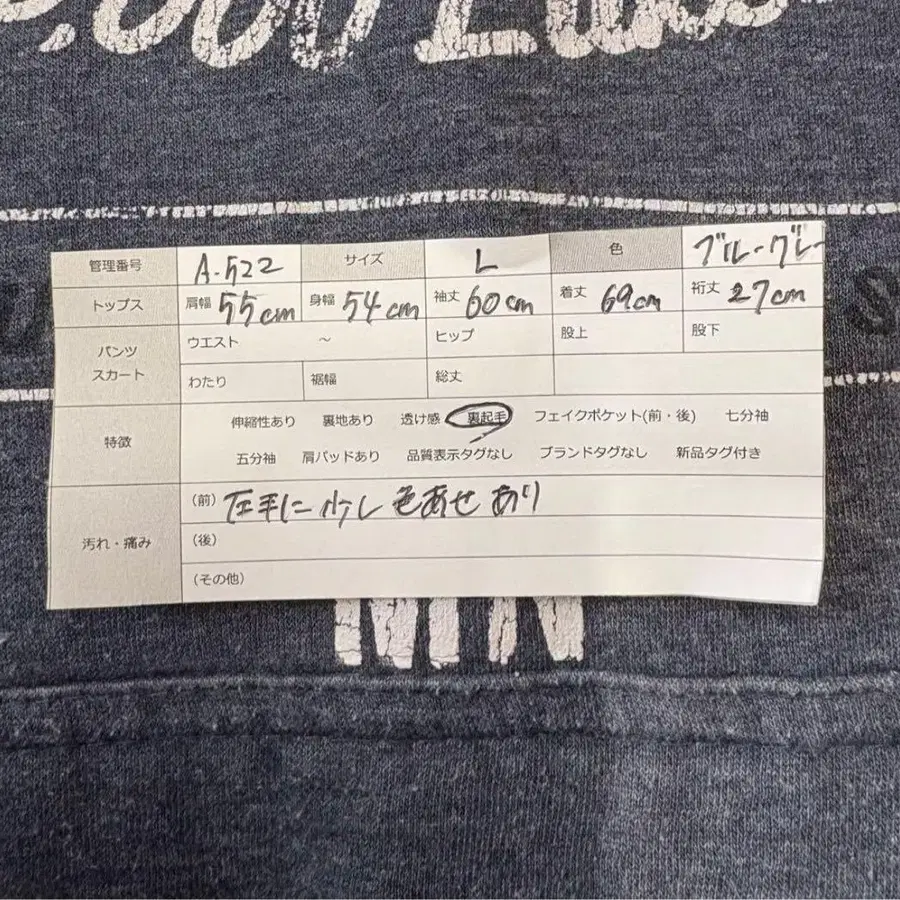 管理番号 A-522 サイズ L 色 ブルーグレー
トップス 肩幅 55cm 身幅 54cm 袖丈 60cm 着丈 69cm 裄丈 27cm
パンツ スカート ウエスト ～ ヒップ 股上 股下
わたり 裾幅 総丈
特徴 伸縮性あり 裏地あり 透け感 裏起毛 フェイクポケット(前・後) 七分袖
五分袖 肩パッドあり 品質表示タグなし ブランドタグなし 新品タグ付き
汚れ・痛み (前) 左手に少し色あせあり
(後)
(その他)